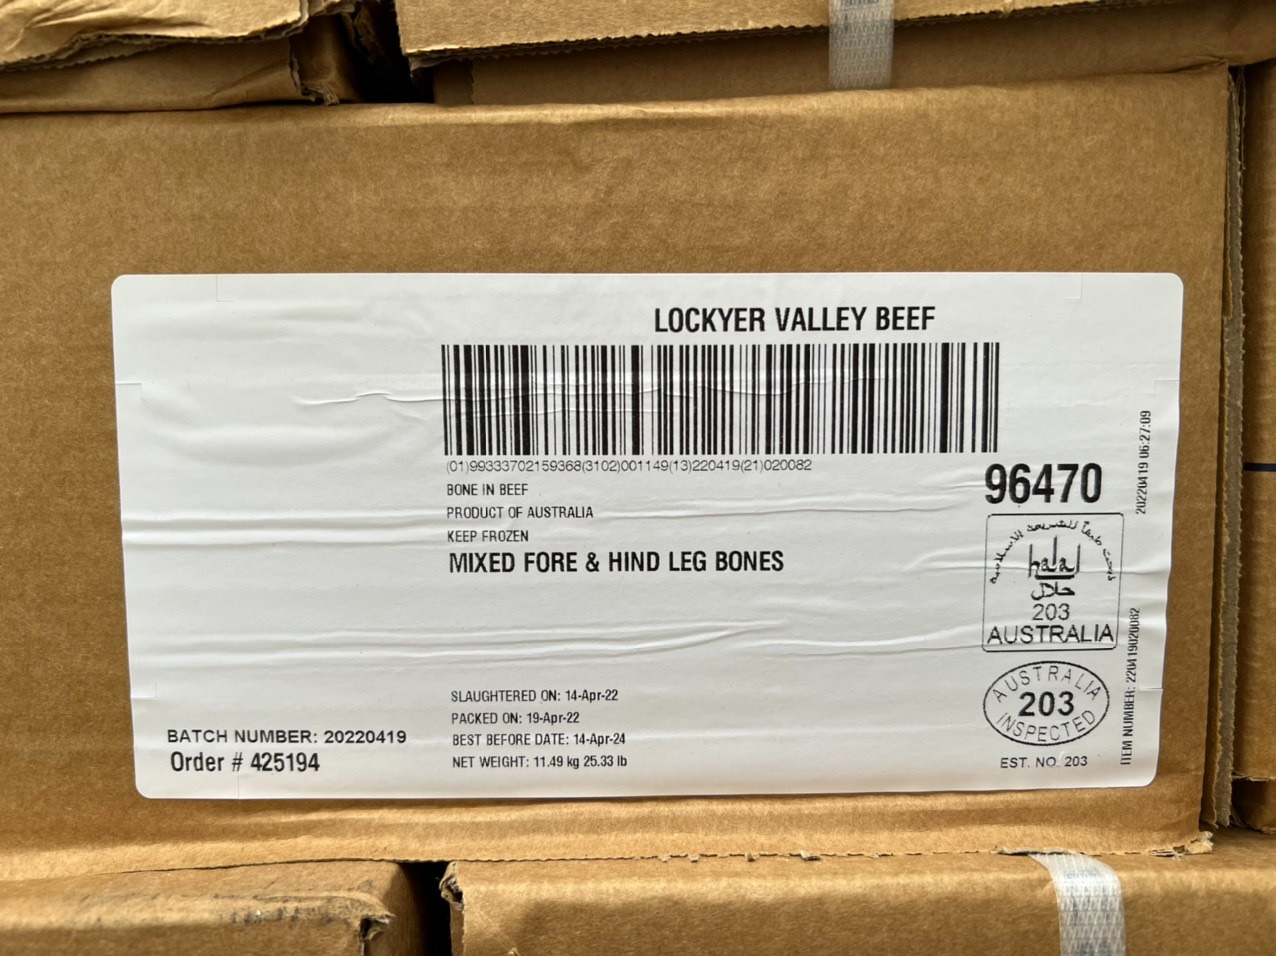 LOCKYER VALLEY BEEF
(01)99333702159368(3102)001149(13)220419(21)020082
BONE IN BEEF
PRODUCT OF AUSTRALIA
KEEP FROZEN
MIXED FORE & HIND LEG BONES
96470
20220419 06:27:09
halal
حلال
203
AUSTRALIA
SLAUGHTERED ON: 14-Apr-22
PACKED ON: 19-Apr-22
BEST BEFORE DATE: 14-Apr-24
NET WEIGHT: 11.49 kg 25.33 lb
BATCH NUMBER: 20220419
Order # 425194
AUSTRALIA
203
INSPECTED
EST. NO. 203
ITEM NUMBER: 220419020082